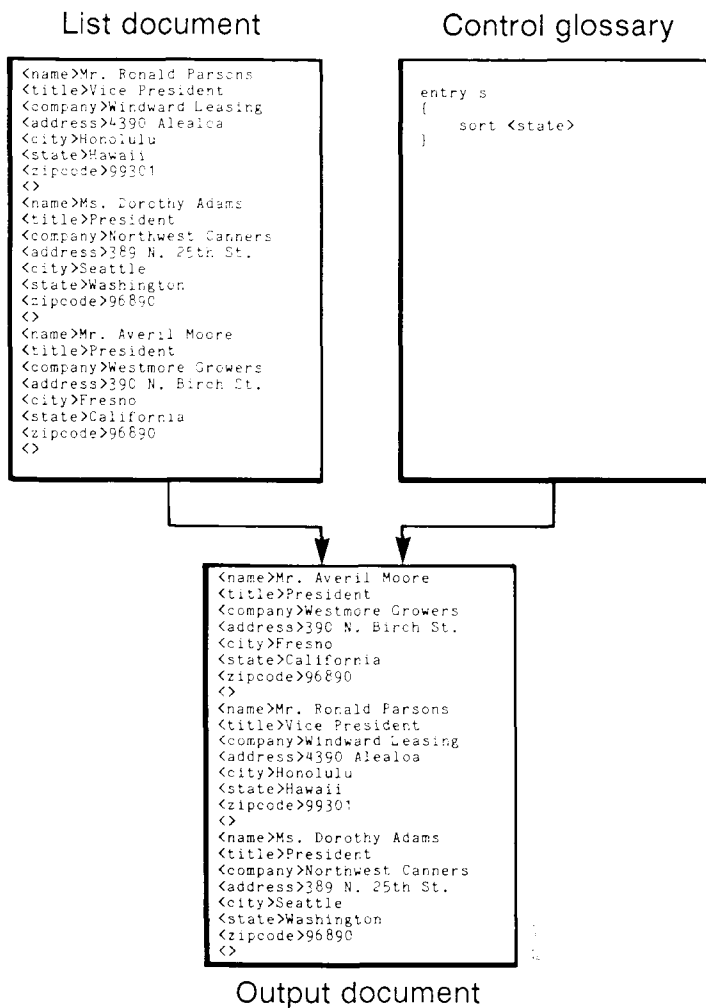 List document
<name>Mr. Ronald Parsons
<title>Vice President
<company>Windward Leasing
<address>4390 Alealoa
<city>Honolulu
<state>Hawaii
<zipcode>99301
<>
<name>Ms. Dorothy Adams
<title>President
<company>Northwest Canners
<address>389 N. 25th St.
<city>Seattle
<state>Washington
<zipcode>96890
<>
<name>Mr. Averil Moore
<title>President
<company>Westmore Growers
<address>390 N. Birch St.
<city>Fresno
<state>California
<zipcode>96890
<>
Control glossary
entry s
{
sort <state>
}
<name>Mr. Averil Moore
<title>President
<company>Westmore Growers
<address>390 N. Birch St.
<city>Fresno
<state>California
<zipcode>96890
<>
<name>Mr. Ronald Parsons
<title>Vice President
<company>Windward Leasing
<address>4390 Alealoa
<city>Honolulu
<state>Hawaii
<zipcode>99301
<>
<name>Ms. Dorothy Adams
<title>President
<company>Northwest Canners
<address>389 N. 25th St.
<city>Seattle
<state>Washington
<zipcode>96890
<>
Output document